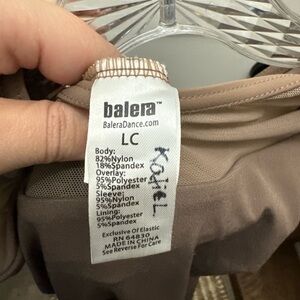 balera™
BaleraDance.com
LC
Body:
82%Nylon
18%Spandex
Overlay:
95%Polyester
5%Spandex
Sleeve:
95%Nylon
5%Spandex
Lining:
95%Polyester
5%Spandex
Exclusive Of Elastic
RN 64830
MADE IN CHINA
See Reverse For Care